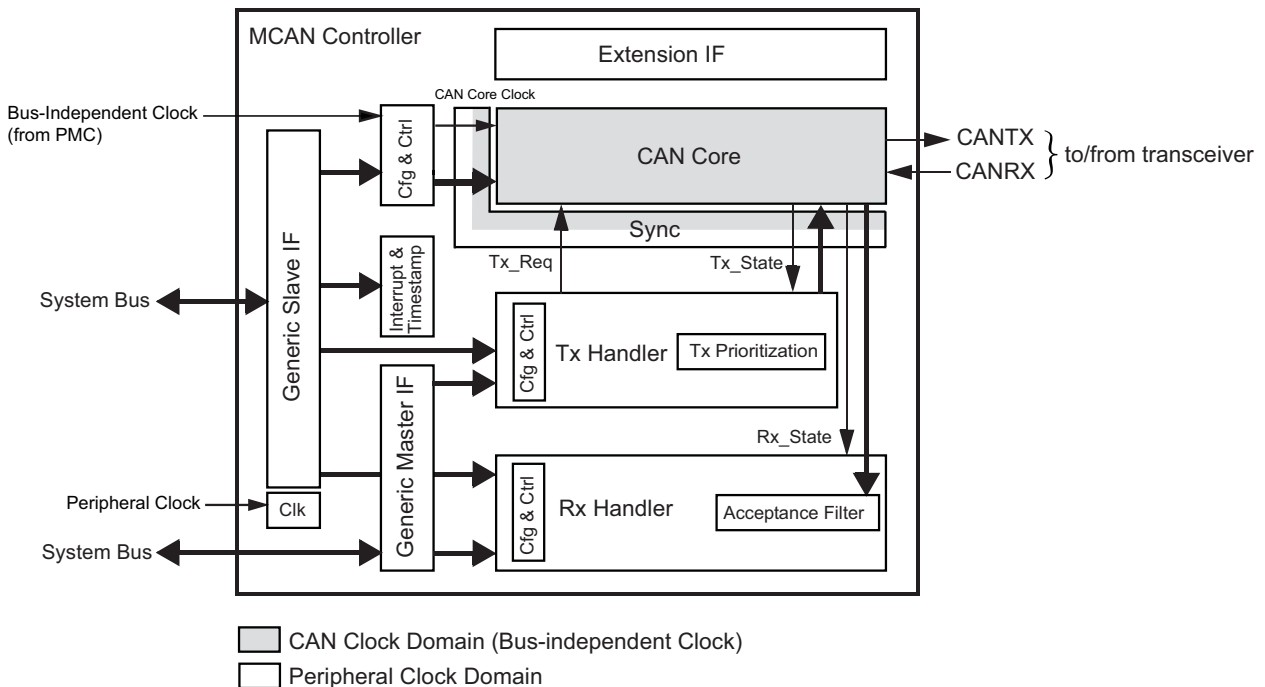 MCAN Controller
Extension IF
Bus-Independent Clock
(from PMC)
CAN Core Clock
Cfg & Ctrl
CAN Core
CANTX
CANRX
to/from transceiver
Sync
Generic Slave IF
Interrupt &
Timestamp
Tx_Req
Tx_State
System Bus
Cfg & Ctrl
Tx Handler
Tx Prioritization
Generic Master IF
Rx_State
Peripheral Clock
Clk
Cfg & Ctrl
Rx Handler
Acceptance Filter
System Bus
CAN Clock Domain (Bus-independent Clock)
Peripheral Clock Domain